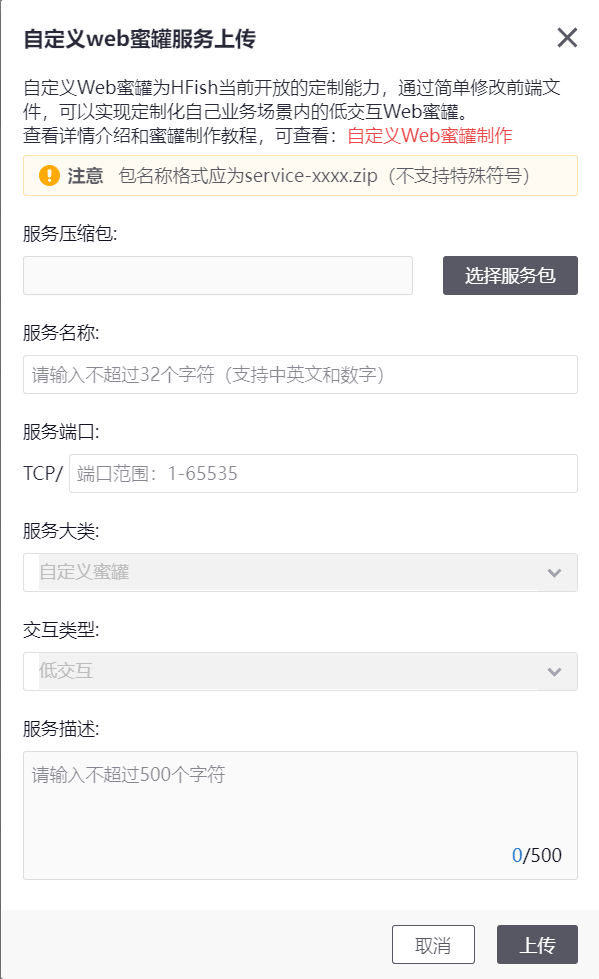 自定义web蜜罐服务上传
自定义Web蜜罐为HFish当前开放的定制能力，通过简单修改前端文
件，可以实现定制化自己业务场景内的低交互Web蜜罐。
查看详情介绍和蜜罐制作教程，可查看：自定义Web蜜罐制作
注意 包名称格式应为service-xxxx.zip（不支持特殊符号）
服务压缩包:
选择服务包
服务名称:
请输入不超过32个字符（支持中英文和数字）
服务端口:
TCP/ 端口范围：1-65535
服务大类:
自定义蜜罐
交互类型:
低交互
服务描述:
请输入不超过500个字符
0/500
取消 上传